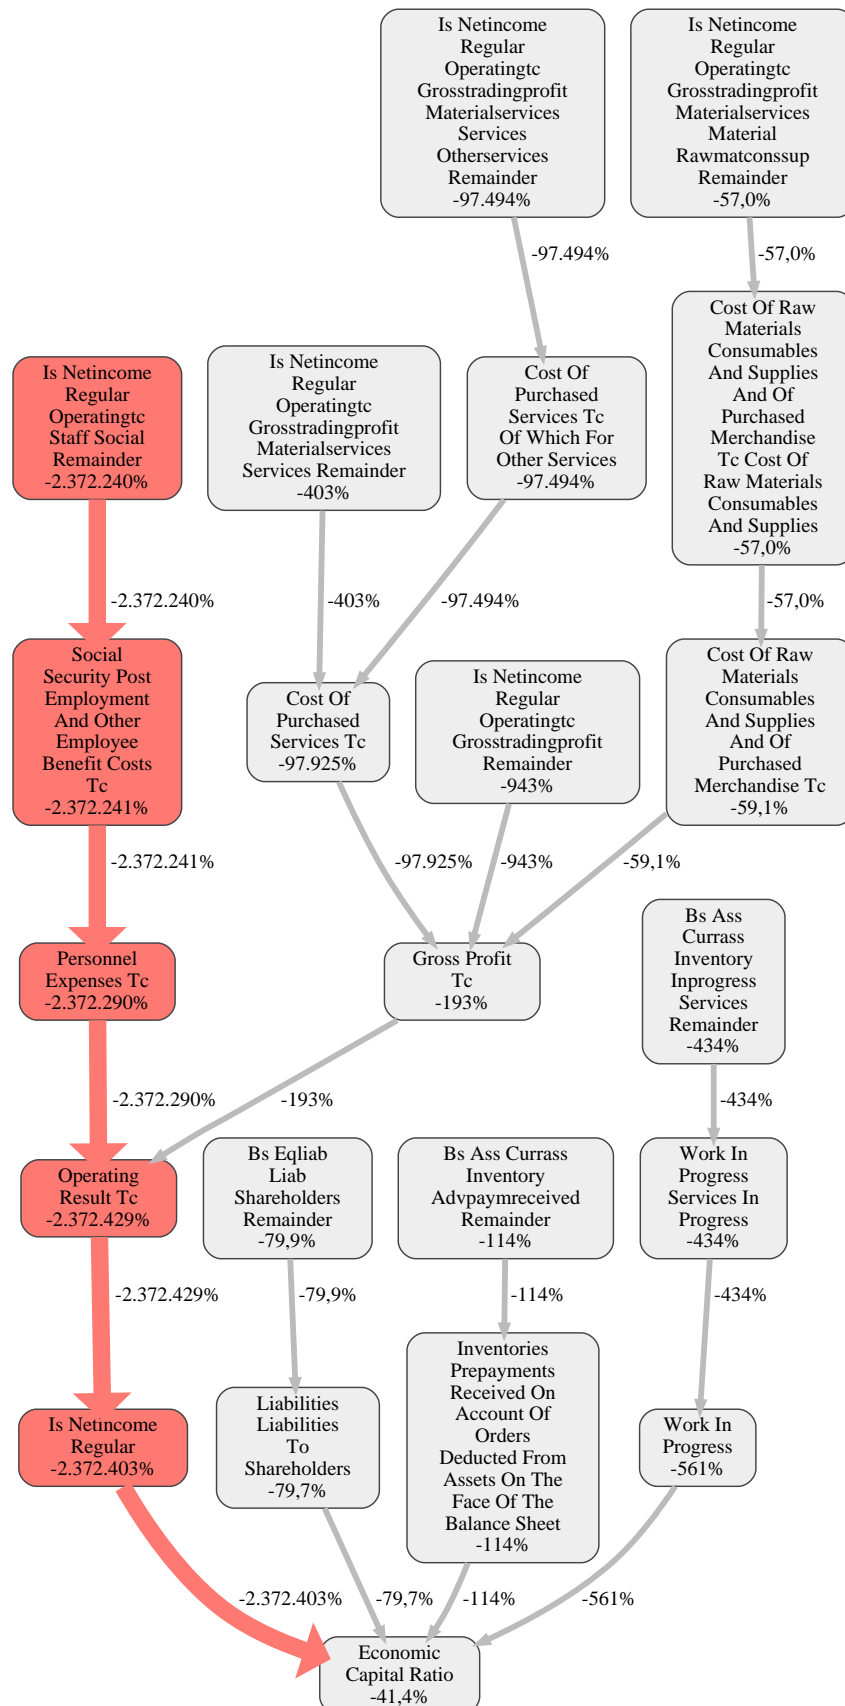 Is Netincome
Regular
Operatingtc
Grosstradingprofit
Materialservices
Services
Otherservices
Remainder
-97.494%
Is Netincome
Regular
Operatingtc
Grosstradingprofit
Materialservices
Material
Rawmatconssup
Remainder
-57,0%
-97.494%
-57,0%
Is Netincome
Regular
Operatingtc
Staff Social
Remainder
-2.372.240%
Is Netincome
Regular
Operatingtc
Grosstradingprofit
Materialservices
Services Remainder
-403%
Cost Of
Purchased
Services Tc
Of Which For
Other Services
-97.494%
Cost Of Raw
Materials
Consumables
And Supplies
And Of
Purchased
Merchandise
Tc Cost Of
Raw Materials
Consumables
And Supplies
-57,0%
-2.372.240%
-403%
-97.494%
-57,0%
Social
Security Post
Employment
And Other
Employee
Benefit Costs
Tc
-2.372.241%
Cost Of
Purchased
Services Tc
-97.925%
Is Netincome
Regular
Operatingtc
Grosstradingprofit
Remainder
-943%
Cost Of Raw
Materials
Consumables
And Supplies
And Of
Purchased
Merchandise Tc
-59,1%
-2.372.241%
-97.925%
-943%
-59,1%
Personnel
Expenses Tc
-2.372.290%
Gross Profit
Tc
-193%
Bs Ass
Currass
Inventory
Inprogress
Services
Remainder
-434%
-2.372.290%
-193%
-434%
Operating
Result Tc
-2.372.429%
Bs Eqliab
Liab
Shareholders
Remainder
-79,9%
Bs Ass Currass
Inventory
Advpaymreceived
Remainder
-114%
Work In
Progress
Services In
Progress
-434%
-2.372.429%
-79,9%
-114%
-434%
Is Netincome
Regular
-2.372.403%
Liabilities
Liabilities
To
Shareholders
-79,7%
Inventories
Prepayments
Received On
Account Of
Orders
Deducted From
Assets On The
Face Of The
Balance Sheet
-114%
Work In
Progress
-561%
-2.372.403%
-79,7%
-114%
-561%
Economic
Capital Ratio
-41,4%